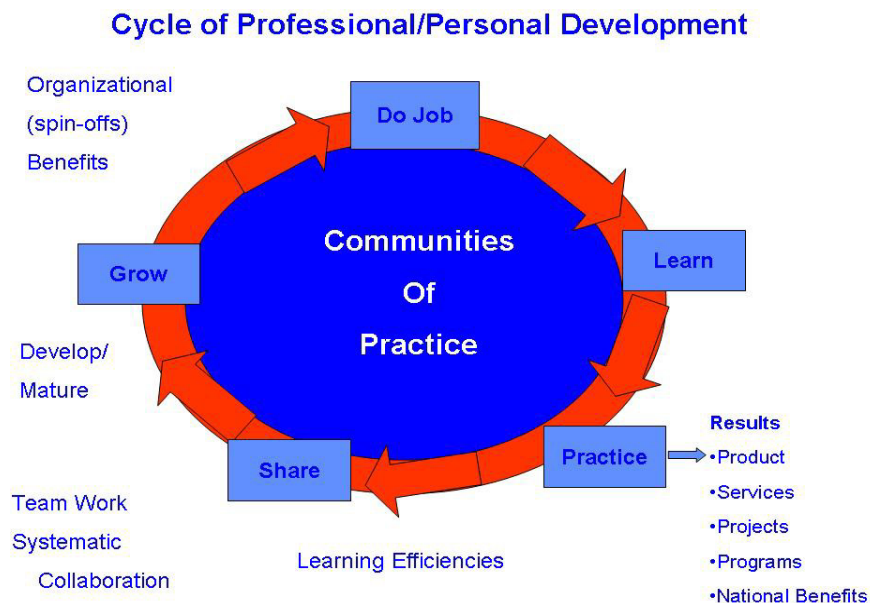 Cycle of Professional/Personal Development
Organizational
(spin-offs)
Benefits
Do Job
Learn
Communities
Of
Practice
Grow
Develop/
Mature
Share
Practice
Results
•Product
•Services
•Projects
•Programs
•National Benefits
Team Work
Systematic
Collaboration
Learning Efficiencies